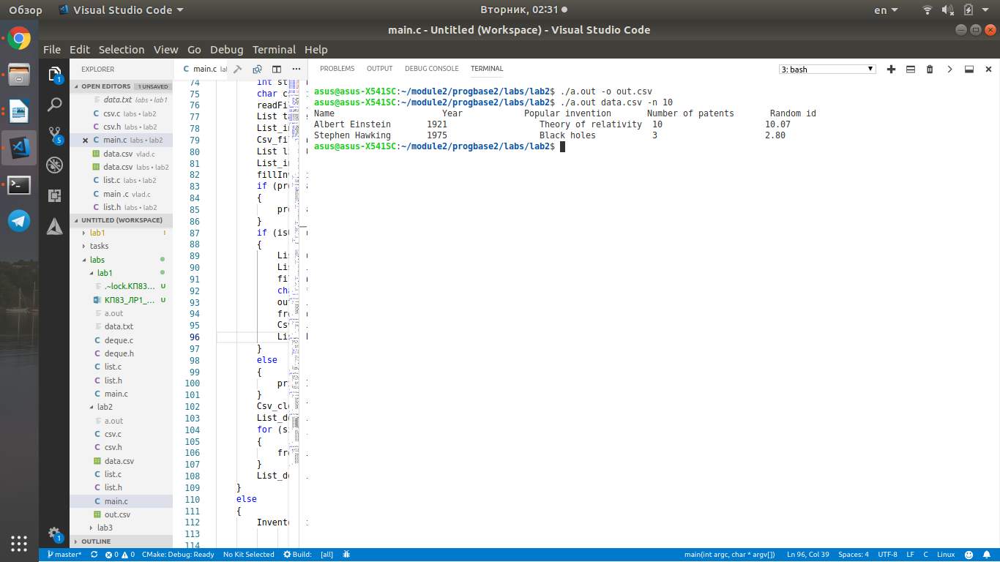 Обзор Visual Studio Code Вторник, 02:31 en
main.c - Untitled (Workspace) - Visual Studio Code
File Edit Selection View Go Debug Terminal Help
EXPLORER
OPEN EDITORS 1 UNSAVED
data.txt labs • lab1
csv.c labs • lab2
csv.h labs • lab2
main.c labs • lab2
data.csv vlad.c
data.csv labs • lab2
list.c labs • lab2
main .c vlad.c
list.h labs • lab2
UNTITLED (WORKSPACE)
lab1
tasks
labs
lab1
.~lock.КП83... U
КП83_ЛР1_... U
a.out
data.txt
deque.c
deque.h
list.c
list.h
main.c
lab2
a.out
csv.c
csv.h
data.csv
list.c
list.h
main.c
out.csv
lab3
OUTLINE
main.c
74 int st
75 char c
76 readFi
77 List t
78 List_i
79 Csv_fi
80 List li
81 List_in
82 fillInv
83 if (pr
84 {
85 pr
86 }
87 if (is
88 {
89 Li
90 Li
91 fi
92 ch
93 ou
94 fr
95 Cs
96 Li
97 }
98 else
99 {
100 pr
101 }
102 Csv_cl
103 List_d
104 for (s
105 {
106 fr
107 }
108 List_d
109 }
110 else
111 {
112 Invent
113
114
PROBLEMS OUTPUT DEBUG CONSOLE TERMINAL 3: bash
asus@asus-X541SC:~/module2/progbase2/labs/lab2$ ./a.out -o out.csv
asus@asus-X541SC:~/module2/progbase2/labs/lab2$ ./a.out data.csv -n 10
Name Year Popular invention Number of patents Random id
Albert Einstein 1921 Theory of relativity 10 10.07
Stephen Hawking 1975 Black holes 3 2.80
asus@asus-X541SC:~/module2/progbase2/labs/lab2$
1
5
1
master* 0 0 CMake: Debug: Ready No Kit Selected Build: [all] main(int argc, char * argv[]) Ln 96, Col 39 Spaces: 4 UTF-8 LF C Linux